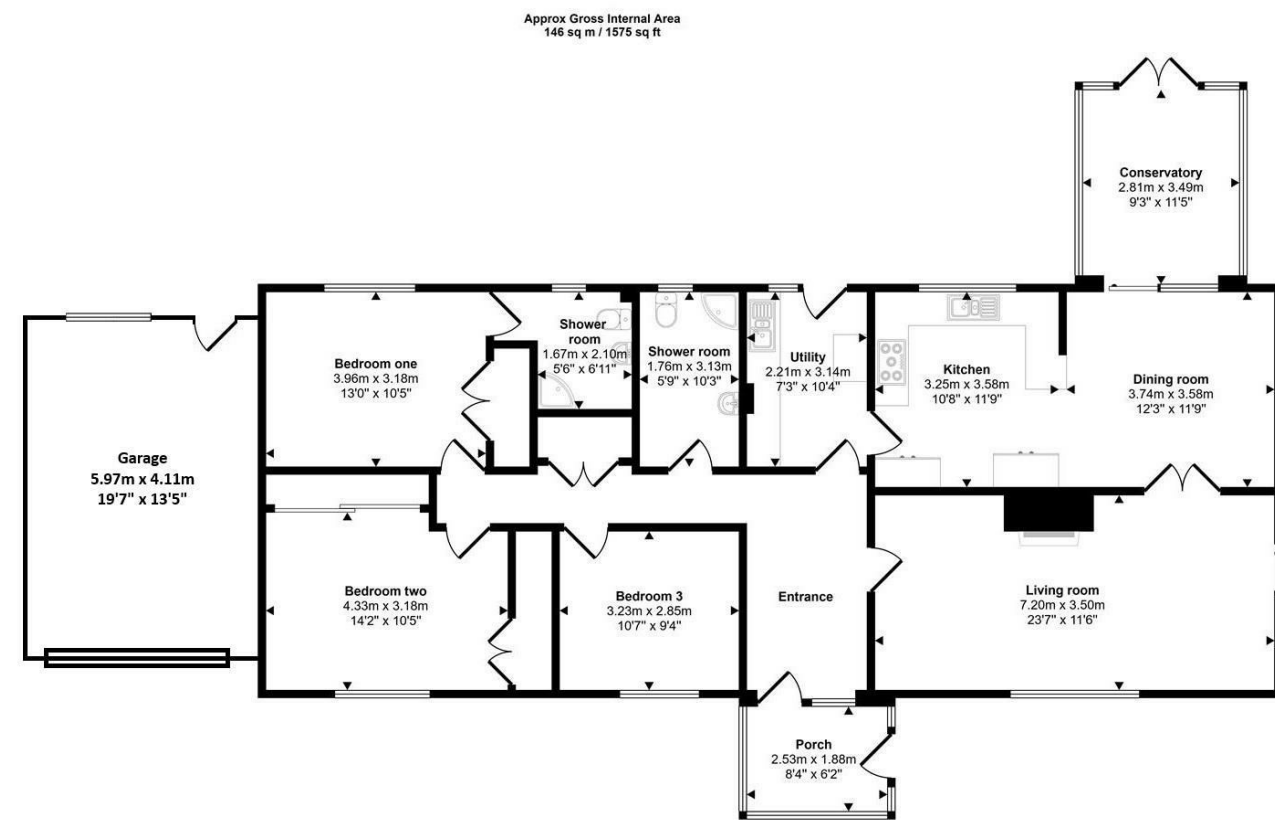 Approx Gross Internal Area
146 sq m / 1575 sq ft
Conservatory
2.81m x 3.49m
9'3" x 11'5"
Bedroom one
3.96m x 3.18m
13'0" x 10'5"
Shower
room
1.67m x 2.10m
5'6" x 6'11"
Shower room
1.76m x 3.13m
5'9" x 10'3"
Utility
2.21m x 3.14m
7'3" x 10'4"
Kitchen
3.25m x 3.58m
10'8" x 11'9"
Dining room
3.74m x 3.58m
12'3" x 11'9"
Garage
5.97m x 4.11m
19'7" x 13'5"
Bedroom two
4.33m x 3.18m
14'2" x 10'5"
Bedroom 3
3.23m x 2.85m
10'7" x 9'4"
Entrance
Living room
7.20m x 3.50m
23'7" x 11'6"
Porch
2.53m x 1.88m
8'4" x 6'2"